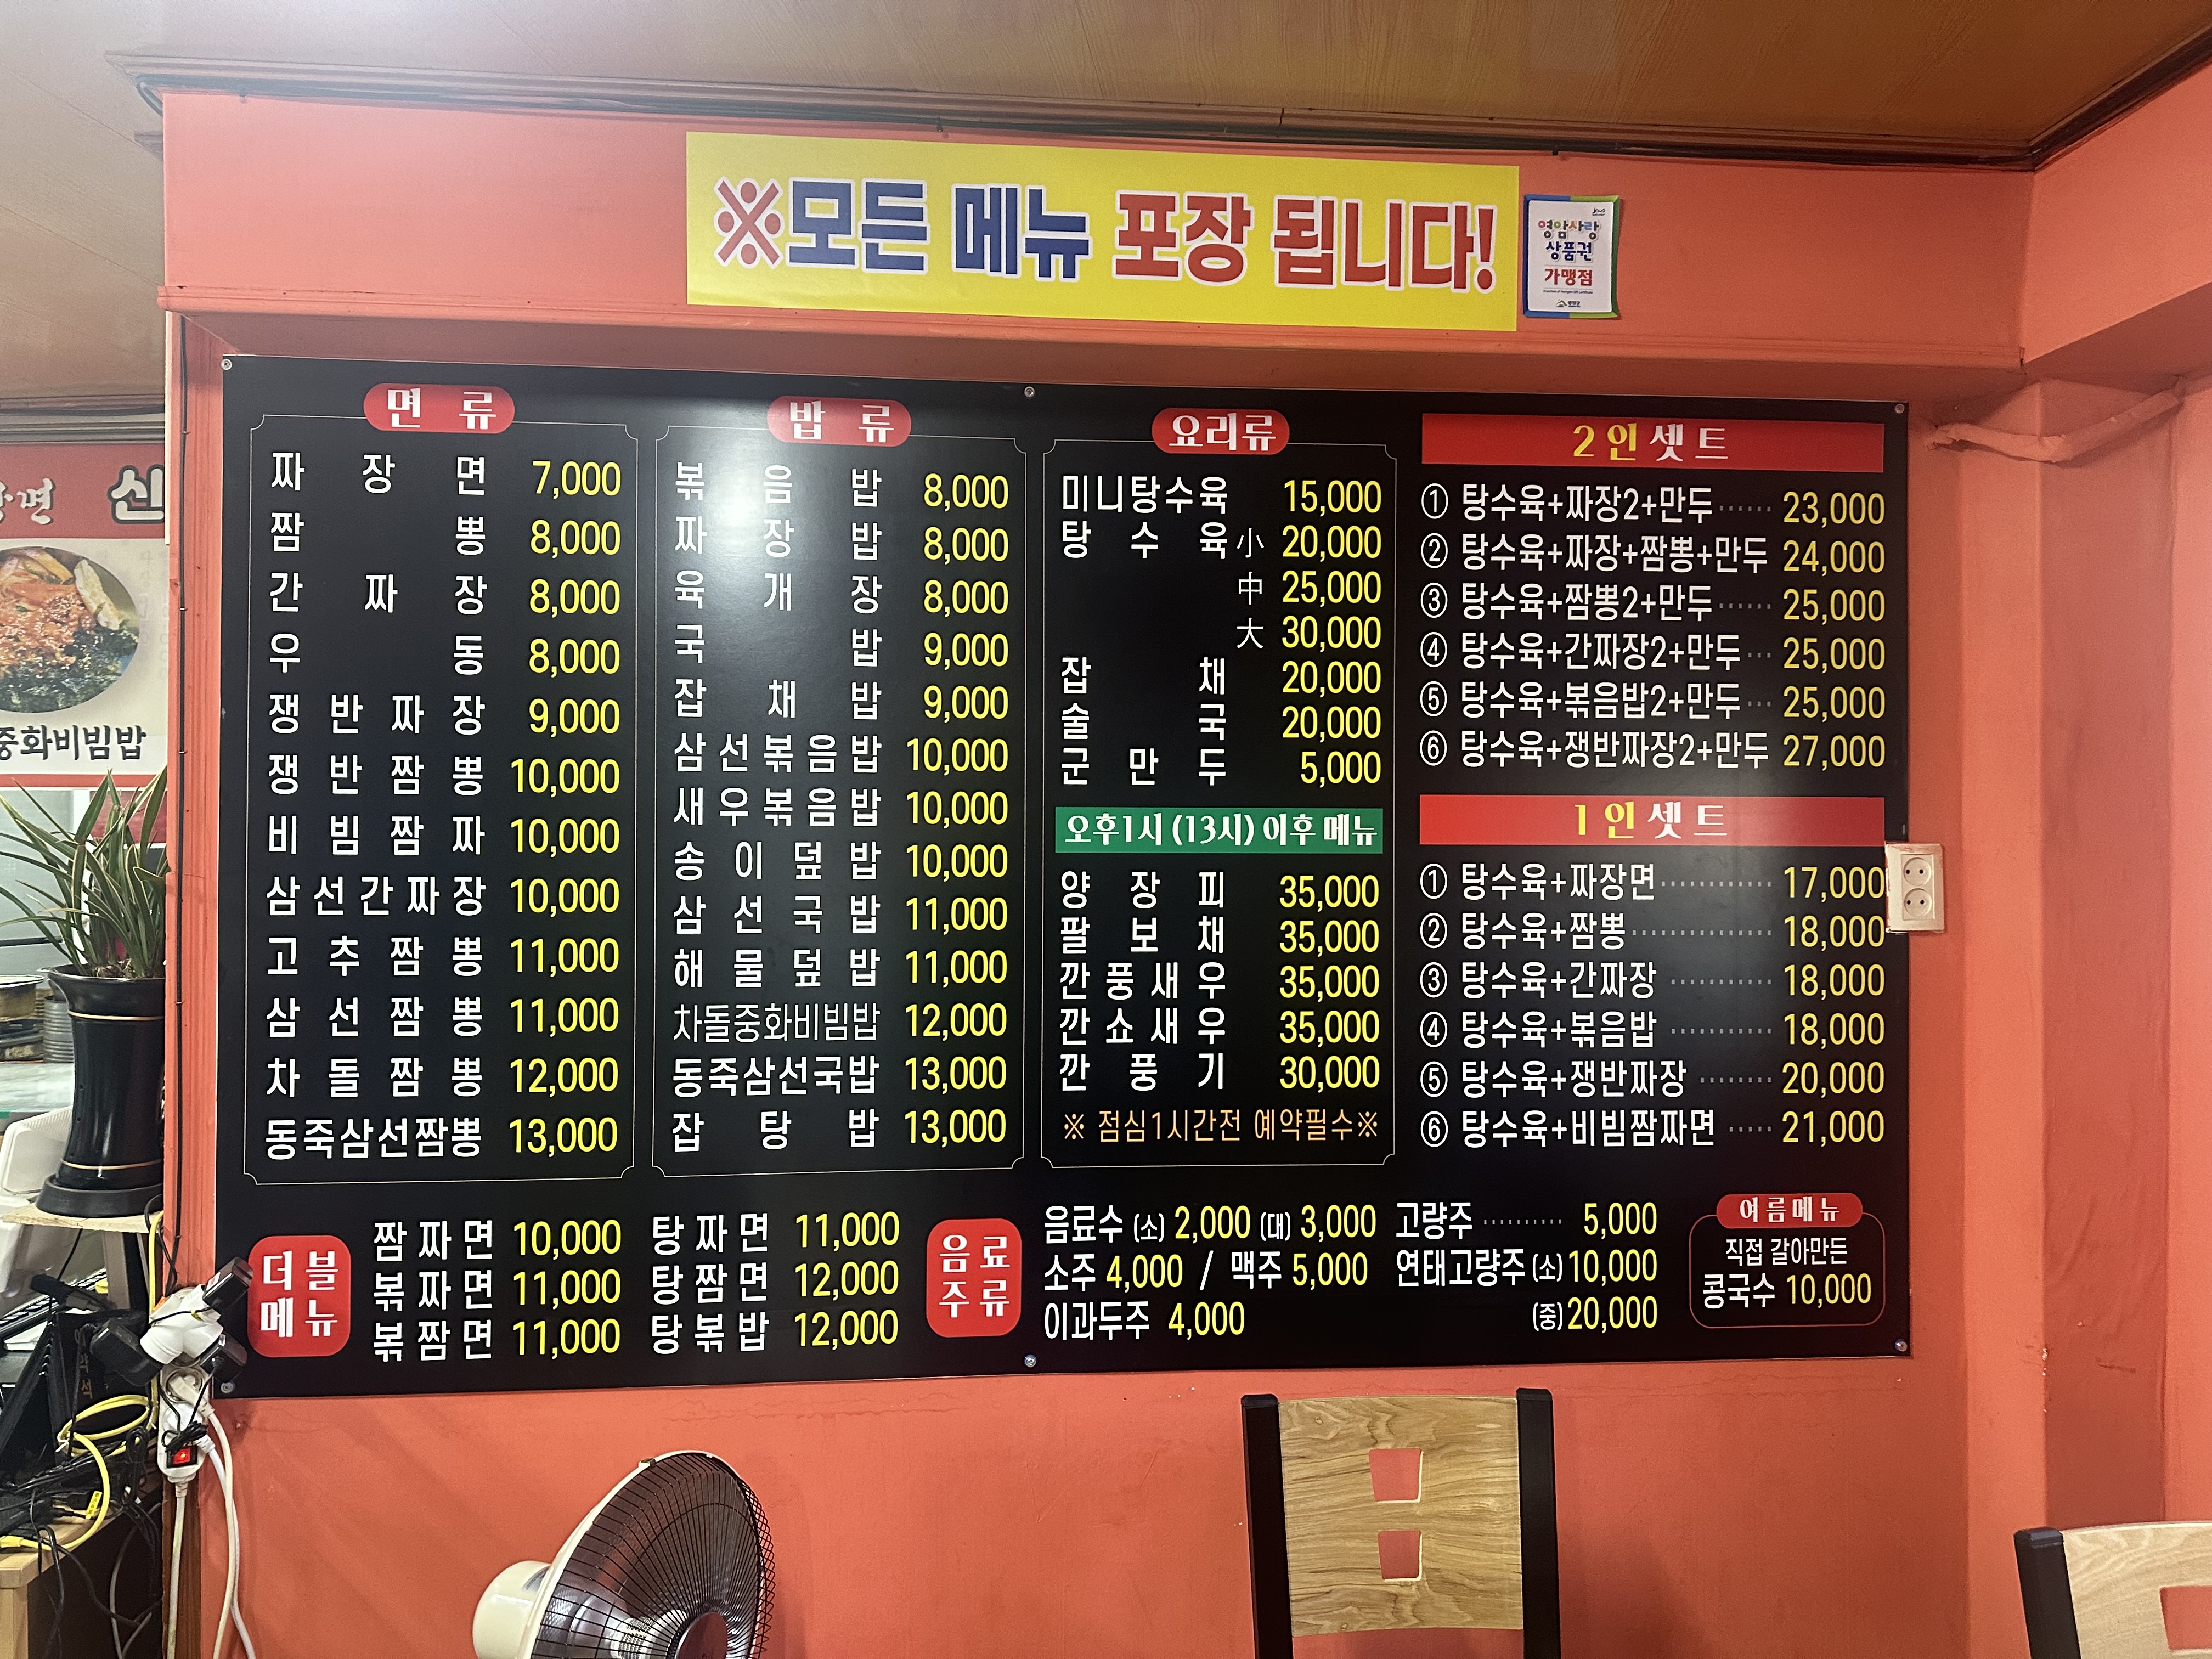 ※모든 메뉴 포장 됩니다!
영암사랑
상품권
가맹점
영암군
장면 신
중화비빔밥
면류
짜장면 7,000
짬뽕 8,000
간짜장 8,000
우동 8,000
쟁반짜장 9,000
쟁반짬뽕 10,000
비빔짬짜 10,000
삼선간짜장 10,000
고추짬뽕 11,000
삼선짬뽕 11,000
차돌짬뽕 12,000
동죽삼선짬뽕 13,000
밥류
볶음밥 8,000
짜장밥 8,000
육개장 8,000
국밥 9,000
잡채밥 9,000
삼선볶음밥 10,000
새우볶음밥 10,000
송이덮밥 10,000
삼선국밥 11,000
해물덮밥 11,000
차돌중화비빔밥 12,000
동죽삼선국밥 13,000
잡탕밥 13,000
요리류
미니탕수육 15,000
탕수육 小 20,000
中 25,000
大 30,000
잡채 20,000
술국 20,000
군만두 5,000
오후1시 (13시) 이후 메뉴
양장피 35,000
팔보채 35,000
깐풍새우 35,000
깐쇼새우 35,000
깐풍기 30,000
※ 점심1시간전 예약필수※
2인셋트
① 탕수육+짜장2+만두 ······ 23,000
② 탕수육+짜장+짬뽕+만두 24,000
③ 탕수육+짬뽕2+만두 ······ 25,000
④ 탕수육+간짜장2+만두 ··· 25,000
⑤ 탕수육+볶음밥2+만두 ··· 25,000
⑥ 탕수육+쟁반짜장2+만두 27,000
1인셋트
① 탕수육+짜장면 ············ 17,000
② 탕수육+짬뽕 ··············· 18,000
③ 탕수육+간짜장 ··········· 18,000
④ 탕수육+볶음밥 ··········· 18,000
⑤ 탕수육+쟁반짜장 ········ 20,000
⑥ 탕수육+비빔짬짜면 ····· 21,000
더블
메뉴
짬짜면 10,000 탕짜면 11,000
볶짜면 11,000 탕짬면 12,000
볶짬면 11,000 탕볶밥 12,000
음료
주류
음료수 (소) 2,000 (대) 3,000 고량주 ·········· 5,000
소주 4,000 / 맥주 5,000 연태고량주 (소) 10,000
이과두주 4,000 (중) 20,000
여름메뉴
직접 갈아만든
콩국수 10,000